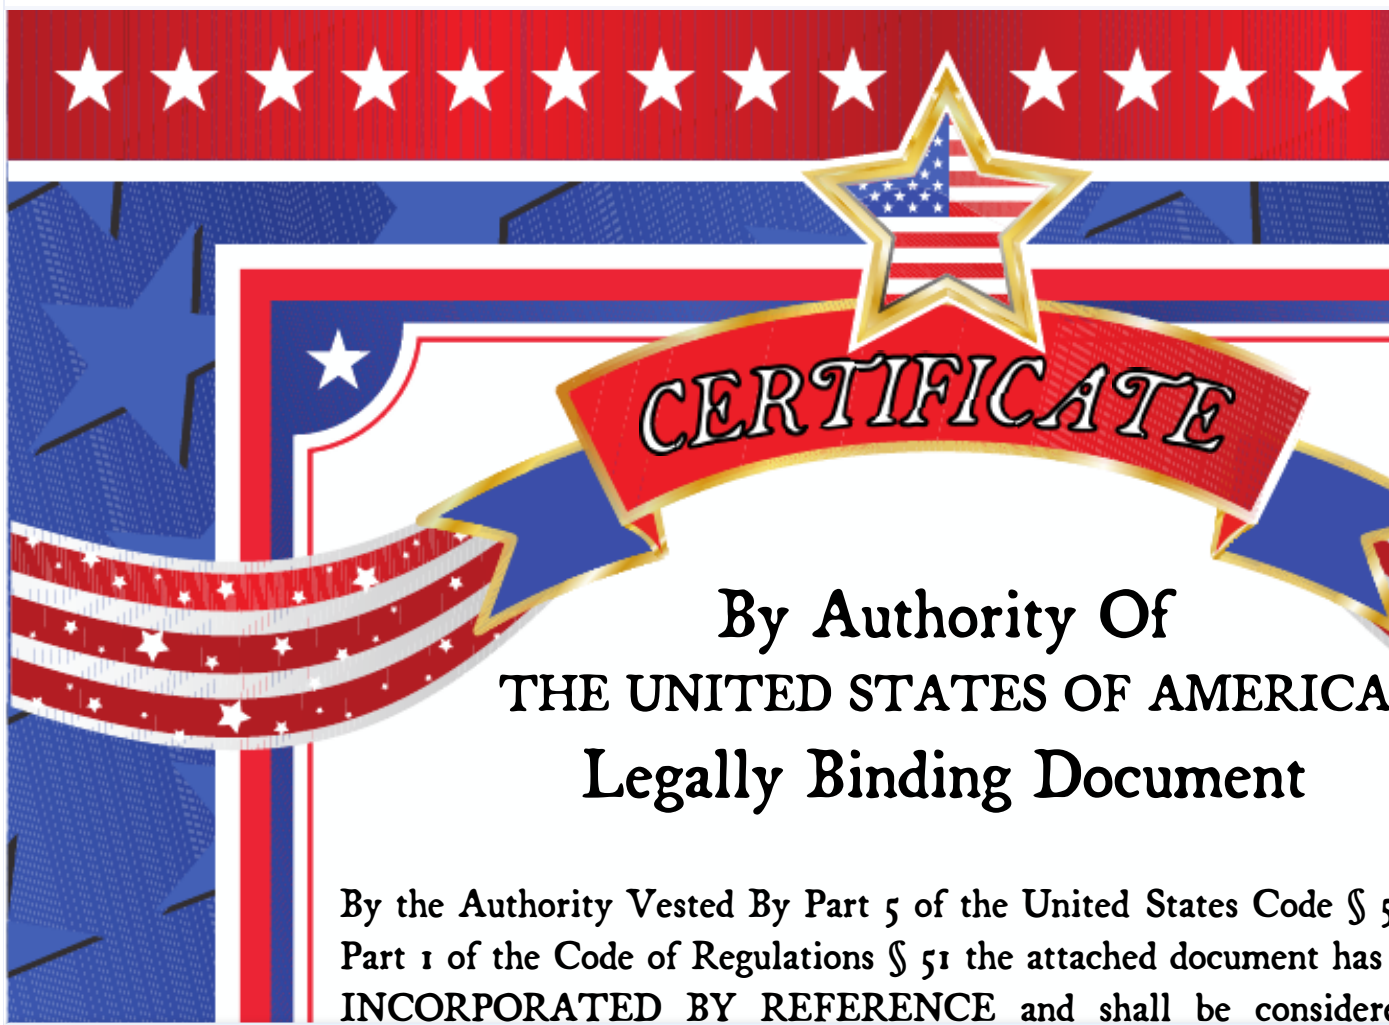 CERTIFICATE
By Authority Of
THE UNITED STATES OF AMERICA
Legally Binding Document
By the Authority Vested By Part 5 of the United States Code §
Part 1 of the Code of Regulations § 51 the attached document has
INCORPORATED BY REFERENCE and shall be